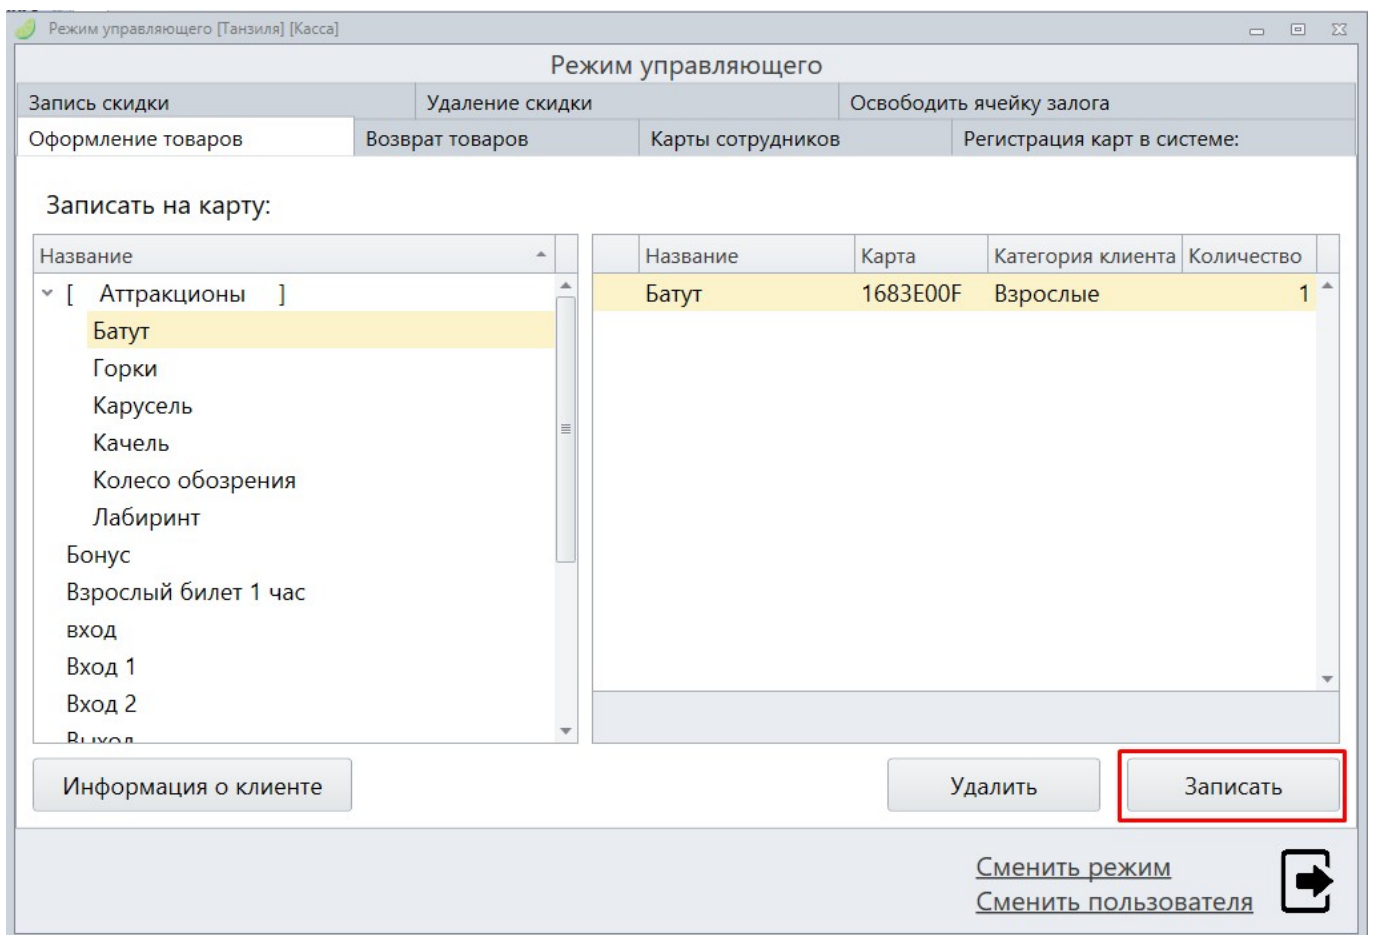 Режим управляющего [Танзиля] [Касса]
Режим управляющего
Запись скидки Удаление скидки Освободить ячейку залога
Оформление товаров Возврат товаров Карты сотрудников Регистрация карт в системе:
Записать на карту:
Название Название Карта Категория клиента Количество
[ Аттракционы ] Батут 1683E00F Взрослые 1
Батут
Горки
Карусель
Качель
Колесо обозрения
Лабиринт
Бонус
Взрослый билет 1 час
вход
Вход 1
Вход 2
Выход
Информация о клиенте Удалить Записать
Сменить режим
Сменить пользователя